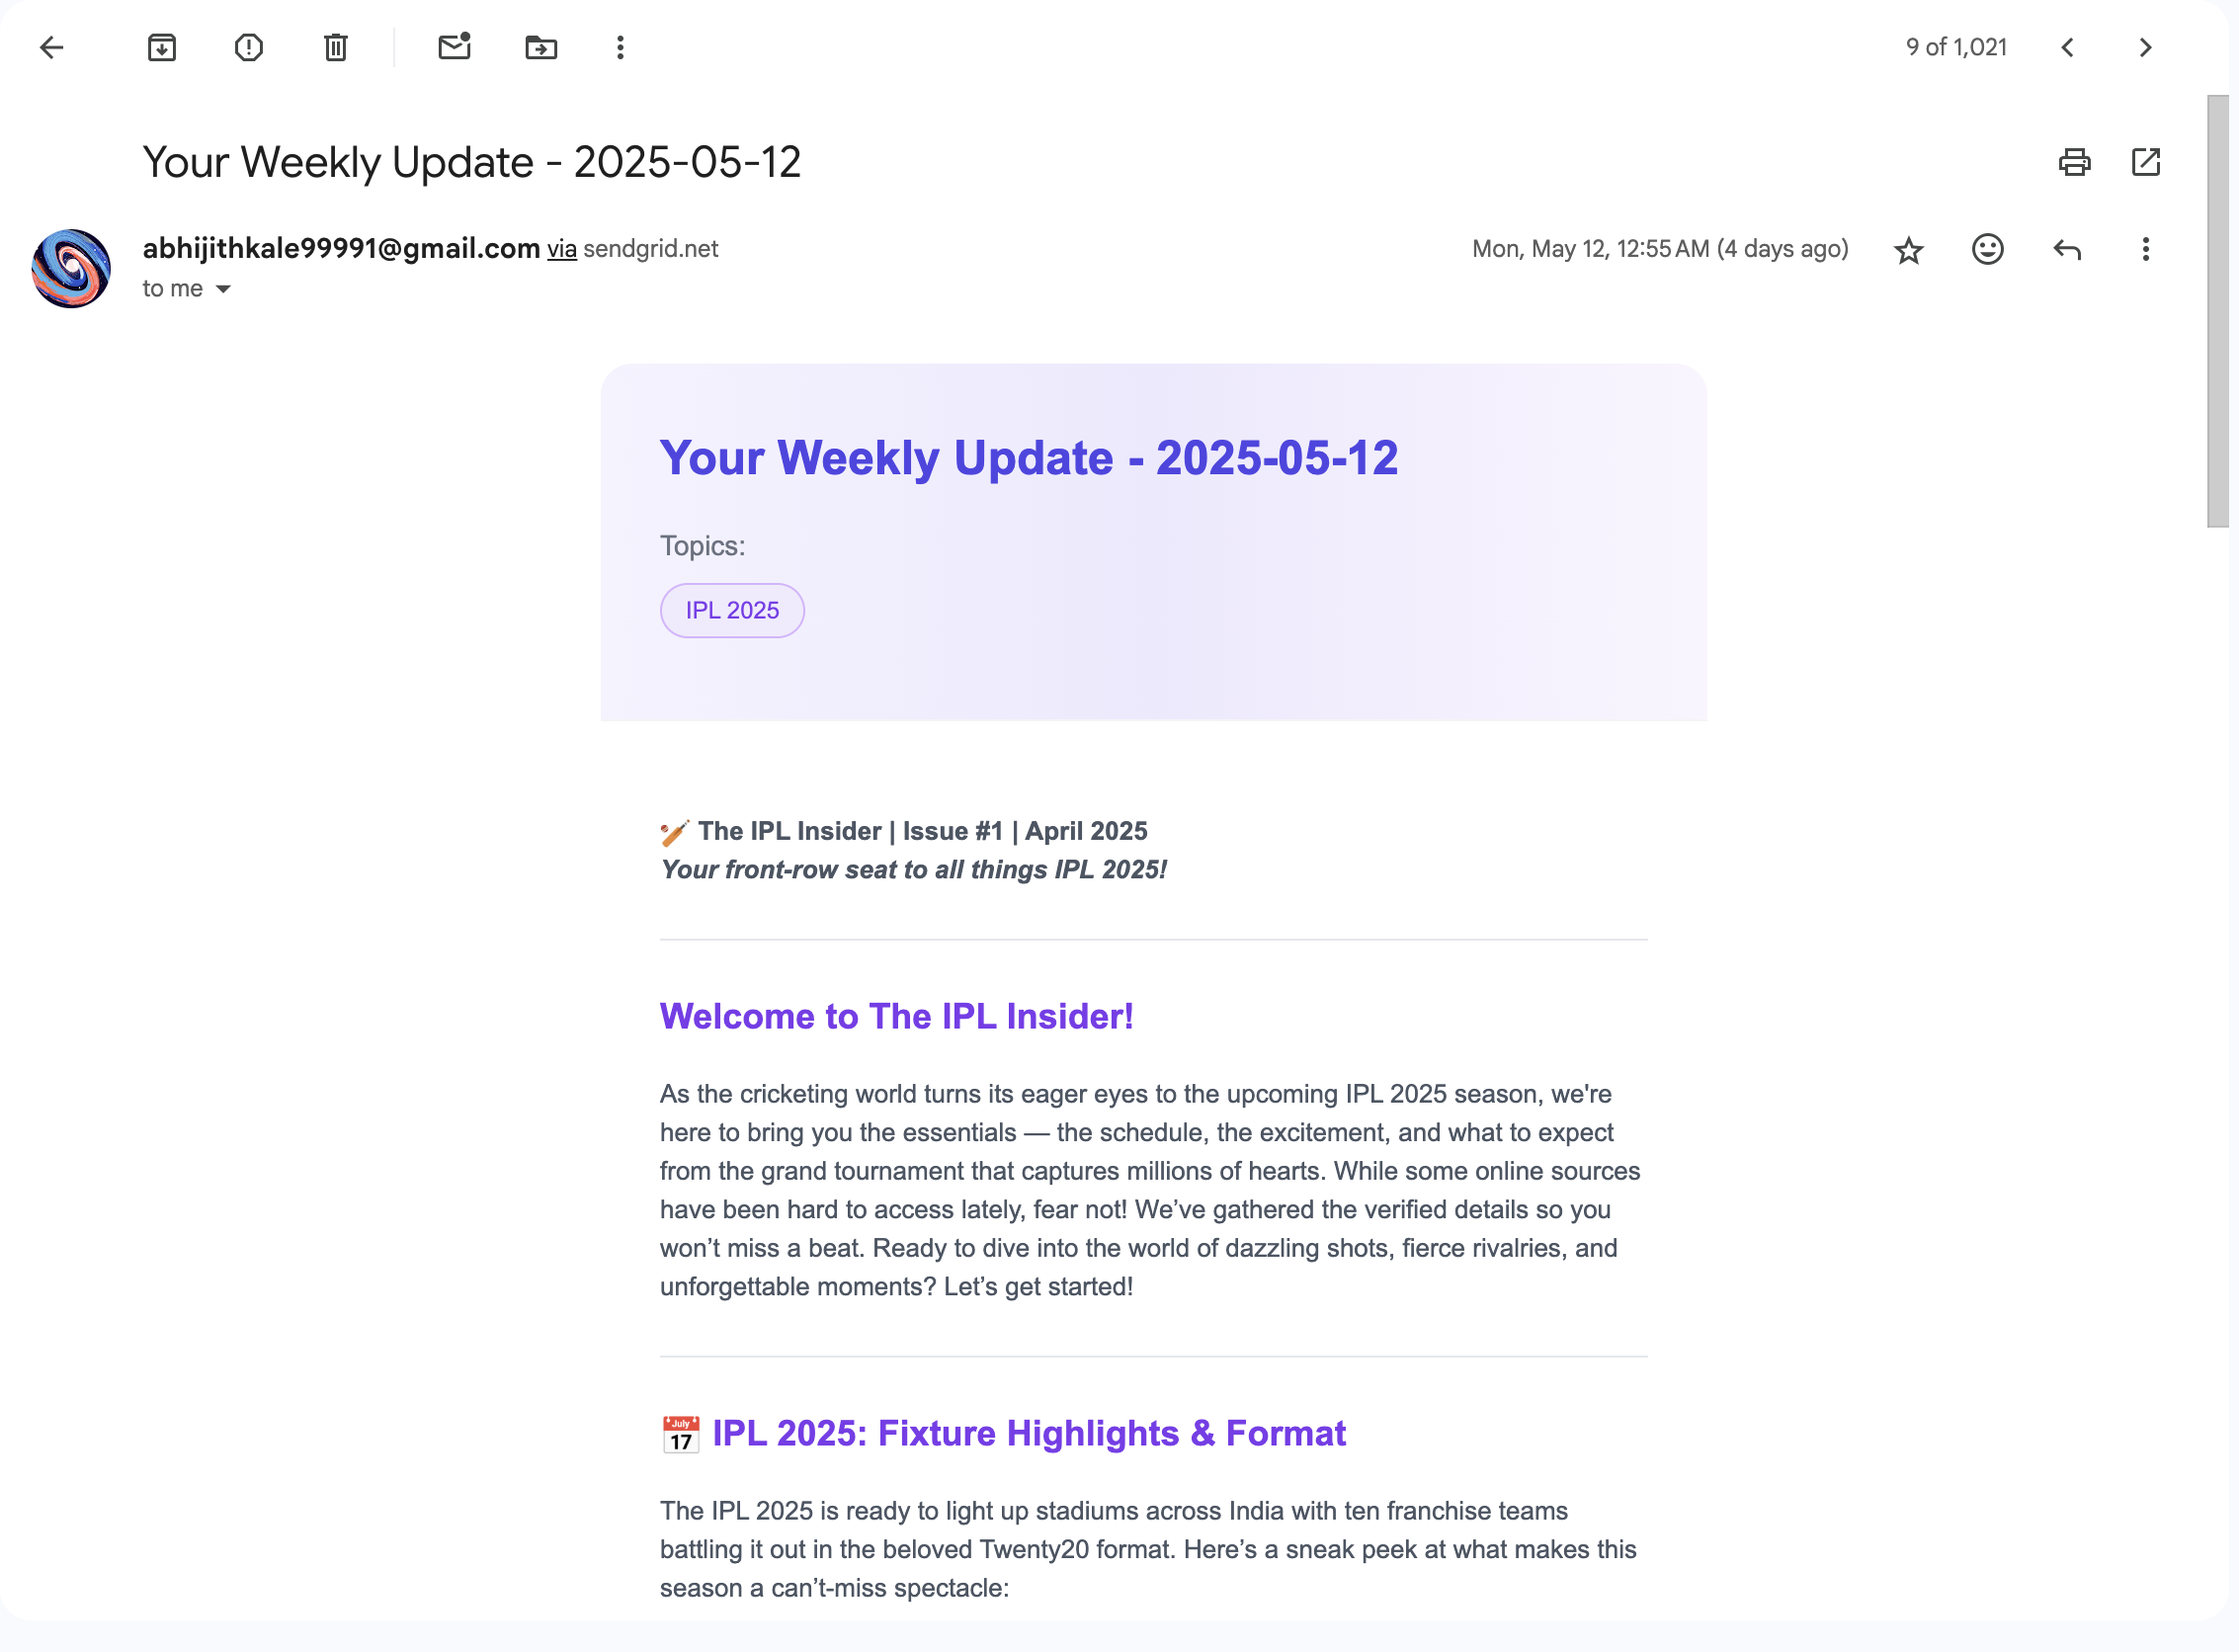 9 of 1,021
Your Weekly Update - 2025-05-12
abhijithkale99991@gmail.com via sendgrid.net
Mon, May 12, 12:55 AM (4 days ago)
to me
Your Weekly Update - 2025-05-12
Topics:
IPL 2025
🏏 The IPL Insider | Issue #1 | April 2025
Your front-row seat to all things IPL 2025!
Welcome to The IPL Insider!
As the cricketing world turns its eager eyes to the upcoming IPL 2025 season, we're
here to bring you the essentials — the schedule, the excitement, and what to expect
from the grand tournament that captures millions of hearts. While some online sources
have been hard to access lately, fear not! We’ve gathered the verified details so you
won’t miss a beat. Ready to dive into the world of dazzling shots, fierce rivalries, and
unforgettable moments? Let’s get started!
📅 IPL 2025: Fixture Highlights & Format
The IPL 2025 is ready to light up stadiums across India with ten franchise teams
battling it out in the beloved Twenty20 format. Here’s a sneak peek at what makes this
season a can’t-miss spectacle: